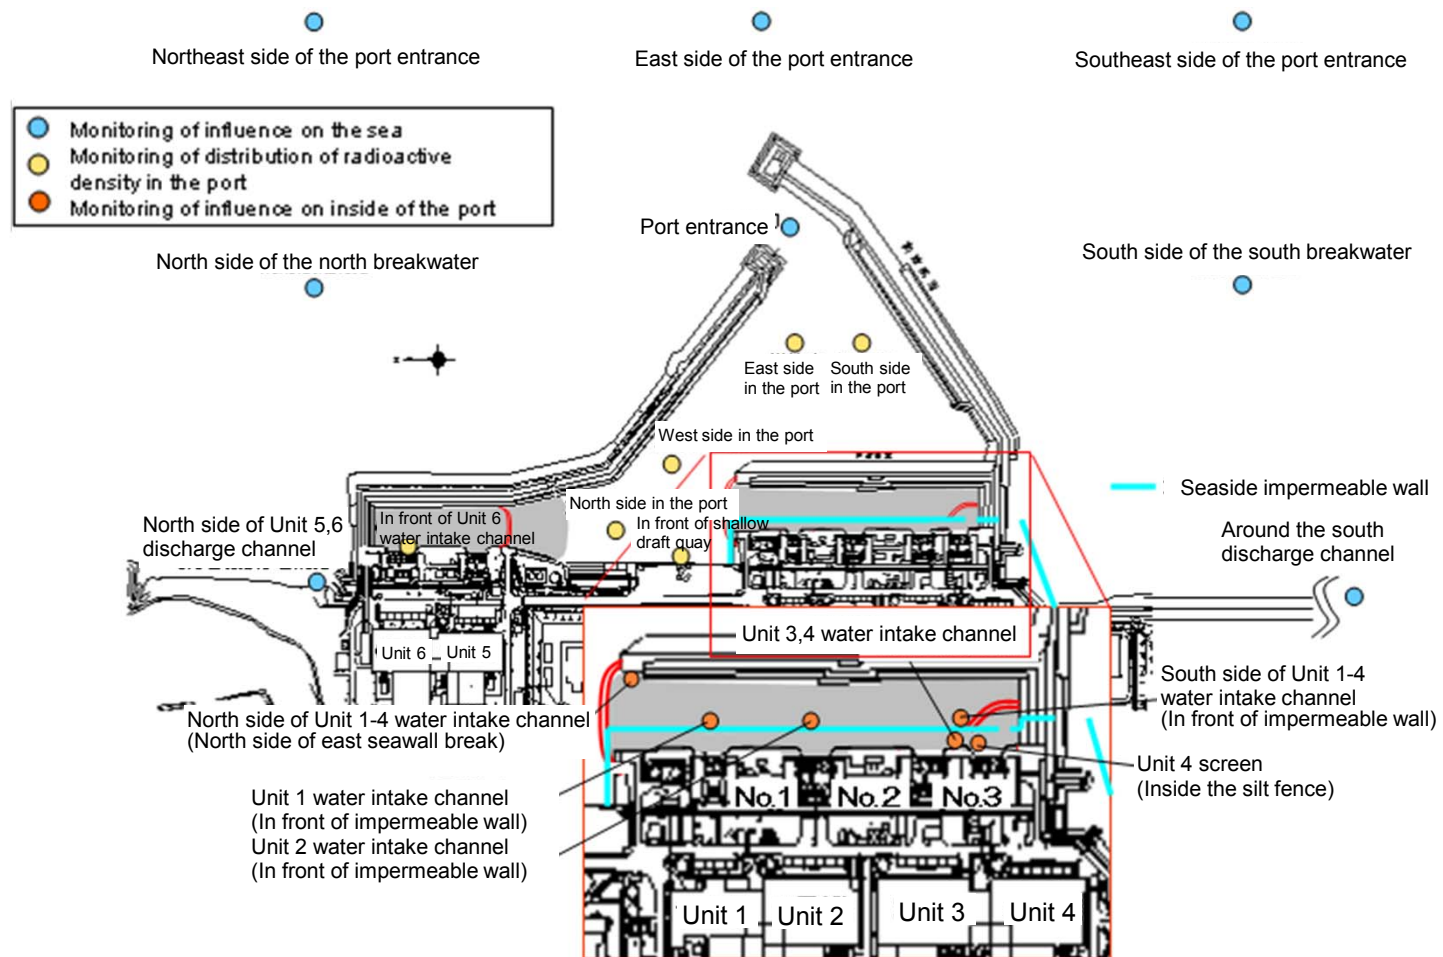 Northeast side of the port entrance
East side of the port entrance
Southeast side of the port entrance
Monitoring of influence on the sea
Monitoring of distribution of radioactive
density in the port
Monitoring of influence on inside of the port
Port entrance
North side of the north breakwater
South side of the south breakwater
East side
in the port
South side
in the port
West side in the port
Seaside impermeable wall
North side in the port
In front of shallow
draft quay
In front of Unit 6
water intake channel
North side of Unit 5,6
discharge channel
Around the south
discharge channel
Unit 6
Unit 5
Unit 3,4 water intake channel
South side of Unit 1-4
water intake channel
(In front of impermeable wall)
North side of Unit 1-4 water intake channel
(North side of east seawall break)
Unit 4 screen
(Inside the silt fence)
Unit 1 water intake channel
(In front of impermeable wall)
Unit 2 water intake channel
(In front of impermeable wall)
No.1
No.2
No.3
Unit 1
Unit 2
Unit 3
Unit 4